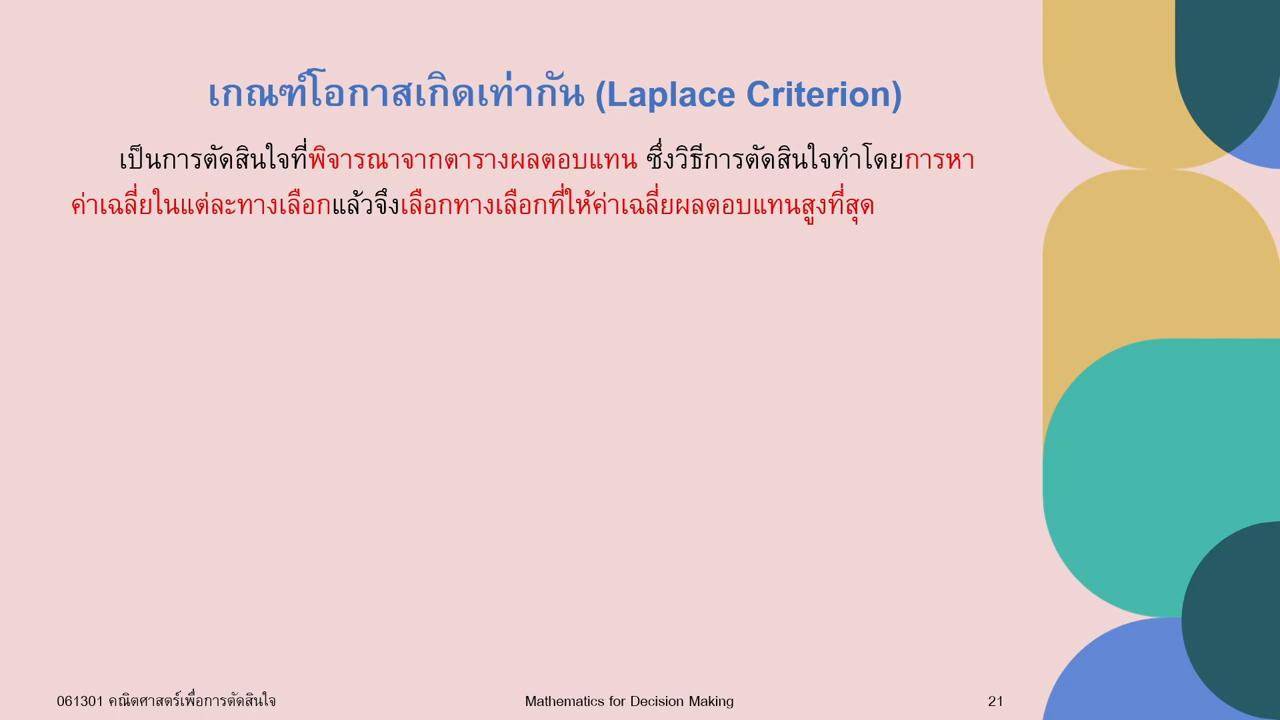 เกณฑ์โอกาสเกิดเท่ากัน (Laplace Criterion)
เป็นการตัดสินใจที่พิจารณาจากตารางผลตอบแทน ซึ่งวิธีการตัดสินใจทำโดยการหา
ค่าเฉลี่ยในแต่ละทางเลือกแล้วจึงเลือกทางเลือกที่ให้ค่าเฉลี่ยผลตอบแทนสูงที่สุด
061301 คณิตศาสตร์เพื่อการตัดสินใจ
Mathematics for Decision Making
21